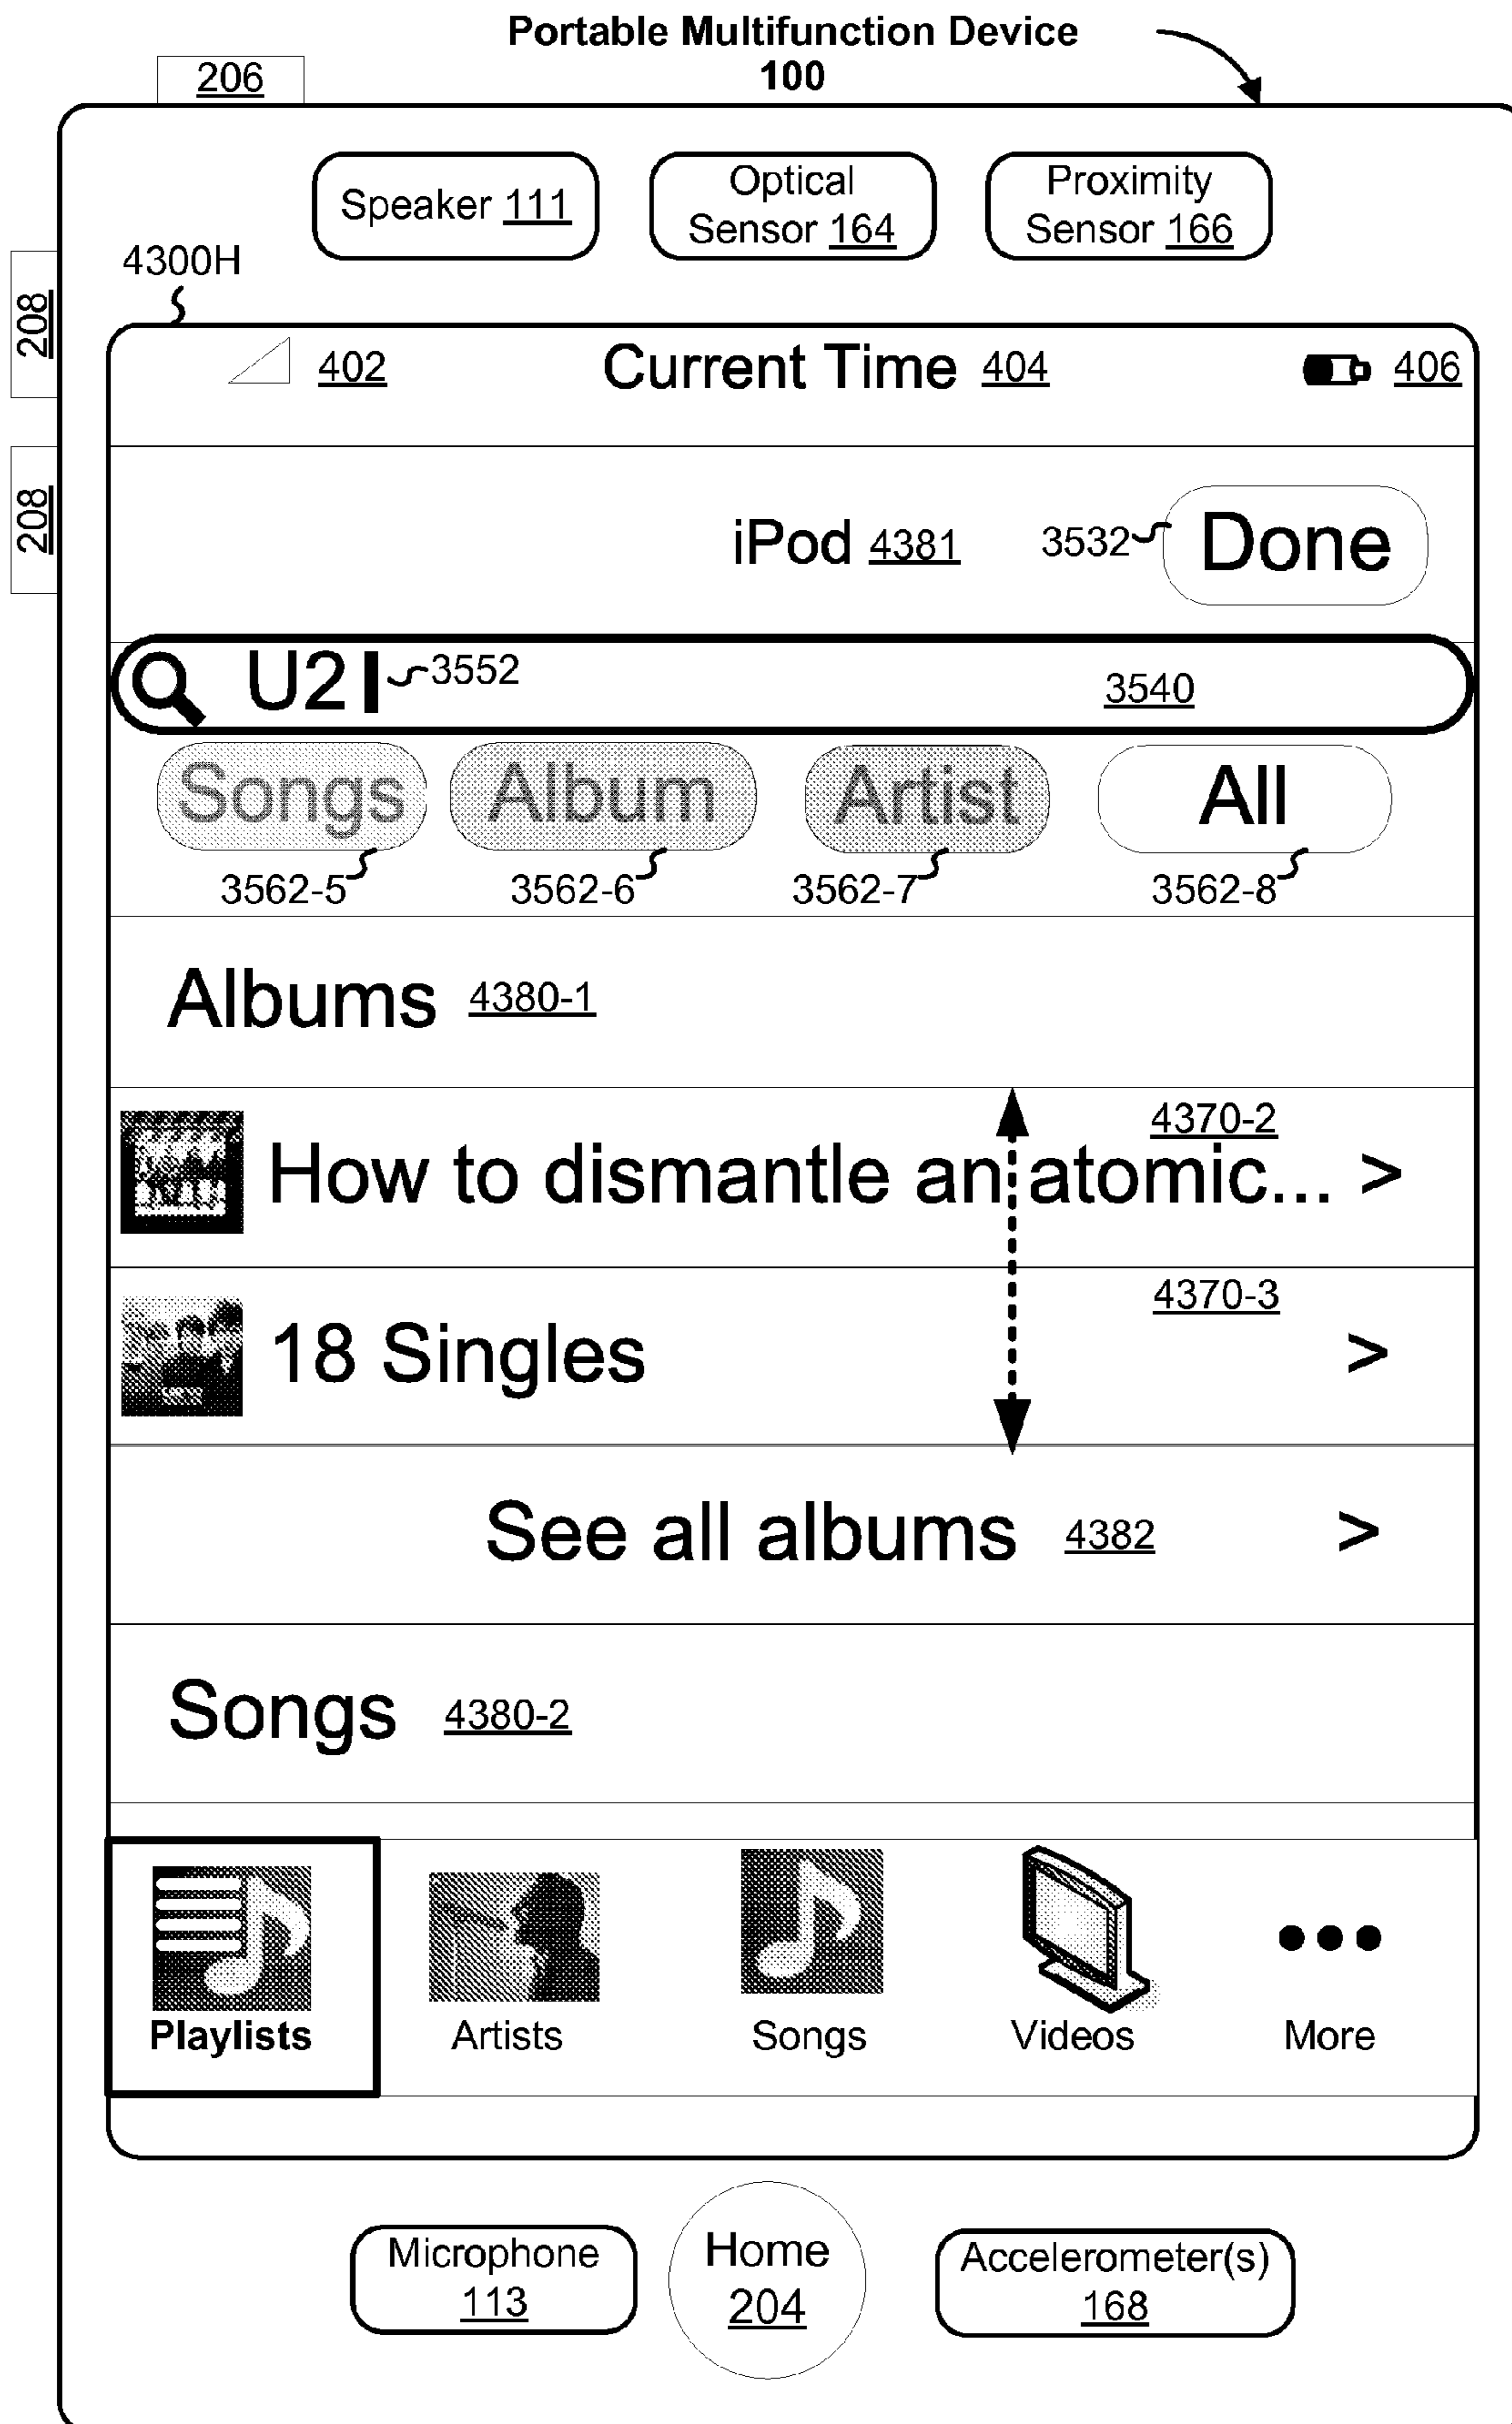 Portable Multifunction Device
100
206
Speaker 111
Optical
Sensor 164
Proximity
Sensor 166
4300H
208
208
402
Current Time 404
406
iPod 4381
3532
Done
U2
3552
3540
Songs
Album
Artist
All
3562-5
3562-6
3562-7
3562-8
Albums 4380-1
4370-2
How to dismantle an atomic... >
4370-3
18 Singles >
See all albums 4382 >
Songs 4380-2
Playlists
Artists
Songs
Videos
More
Microphone
113
Home
204
Accelerometer(s)
168